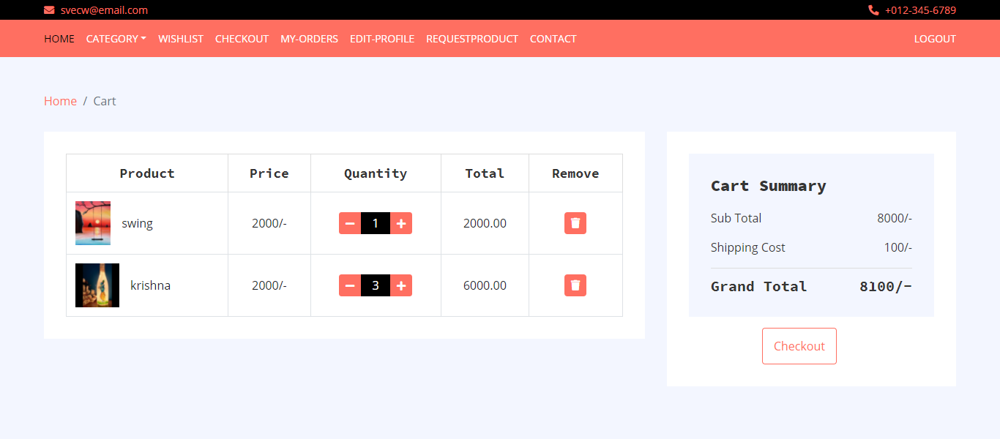 svecw@email.com +012-345-6789
HOME CATEGORY WISHLIST CHECKOUT MY-ORDERS EDIT-PROFILE REQUESTPRODUCT CONTACT LOGOUT
Home / Cart
Product Price Quantity Total Remove
swing 2000/- 1 2000.00
krishna 2000/- 3 6000.00
Cart Summary
Sub Total 8000/-
Shipping Cost 100/-
Grand Total 8100/-
Checkout